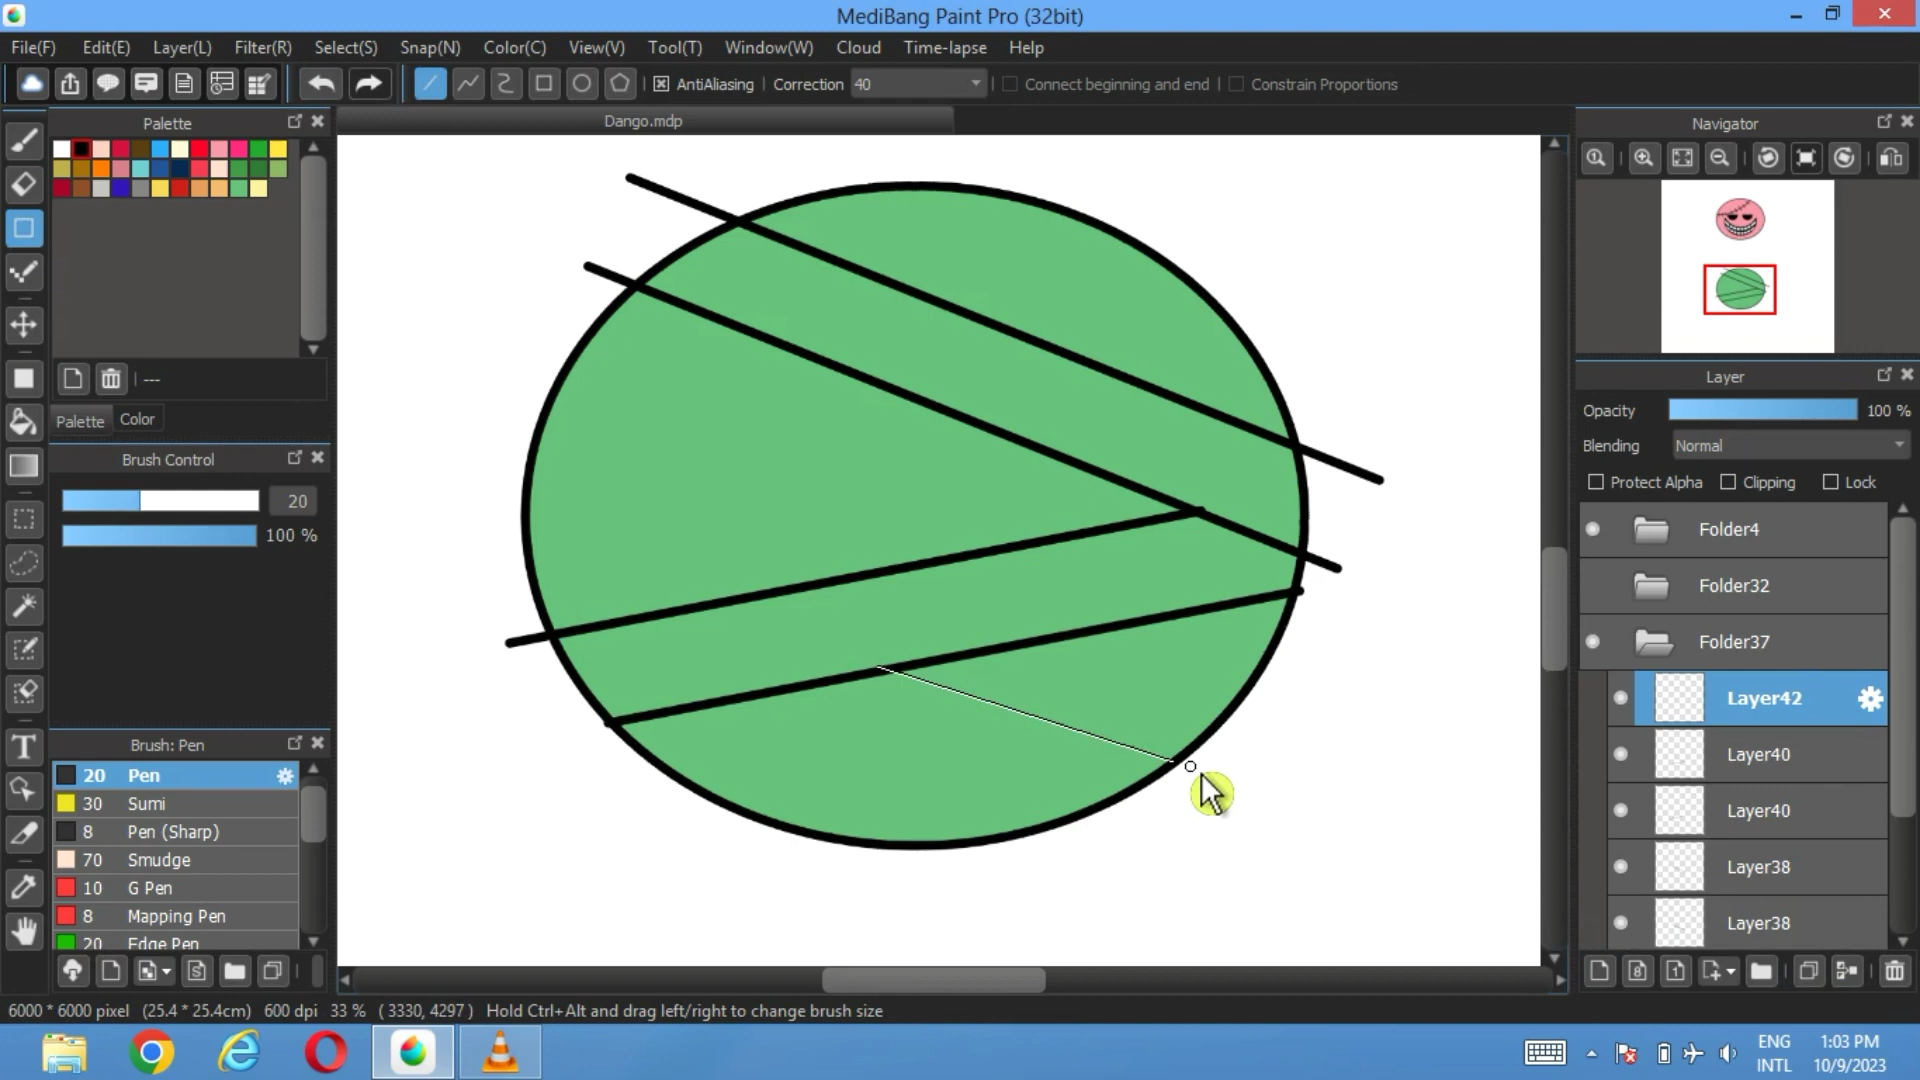 MediBang Paint Pro (32bit)
File(F) Edit(E) Layer(L) Filter(R) Select(S) Snap(N) Color(C) View(V) Tool(T) Window(W) Cloud Time-lapse Help
AntiAliasing Correction 40 Connect beginning and end Constrain Proportions
Palette
Dango.mdp
Navigator
---
Palette Color
Brush Control
20
100 %
Brush: Pen
20 Pen
30 Sumi
8 Pen (Sharp)
70 Smudge
10 G Pen
8 Mapping Pen
20 Edge Pen
Layer
Opacity 100 %
Blending Normal
Protect Alpha Clipping Lock
Folder4
Folder32
Folder37
Layer42
Layer40
Layer40
Layer38
Layer38
6000 * 6000 pixel (25.4 * 25.4cm) 600 dpi 33 % ( 3330, 4297 ) Hold Ctrl+Alt and drag left/right to change brush size
ENG
INTL
1:03 PM
10/9/2023